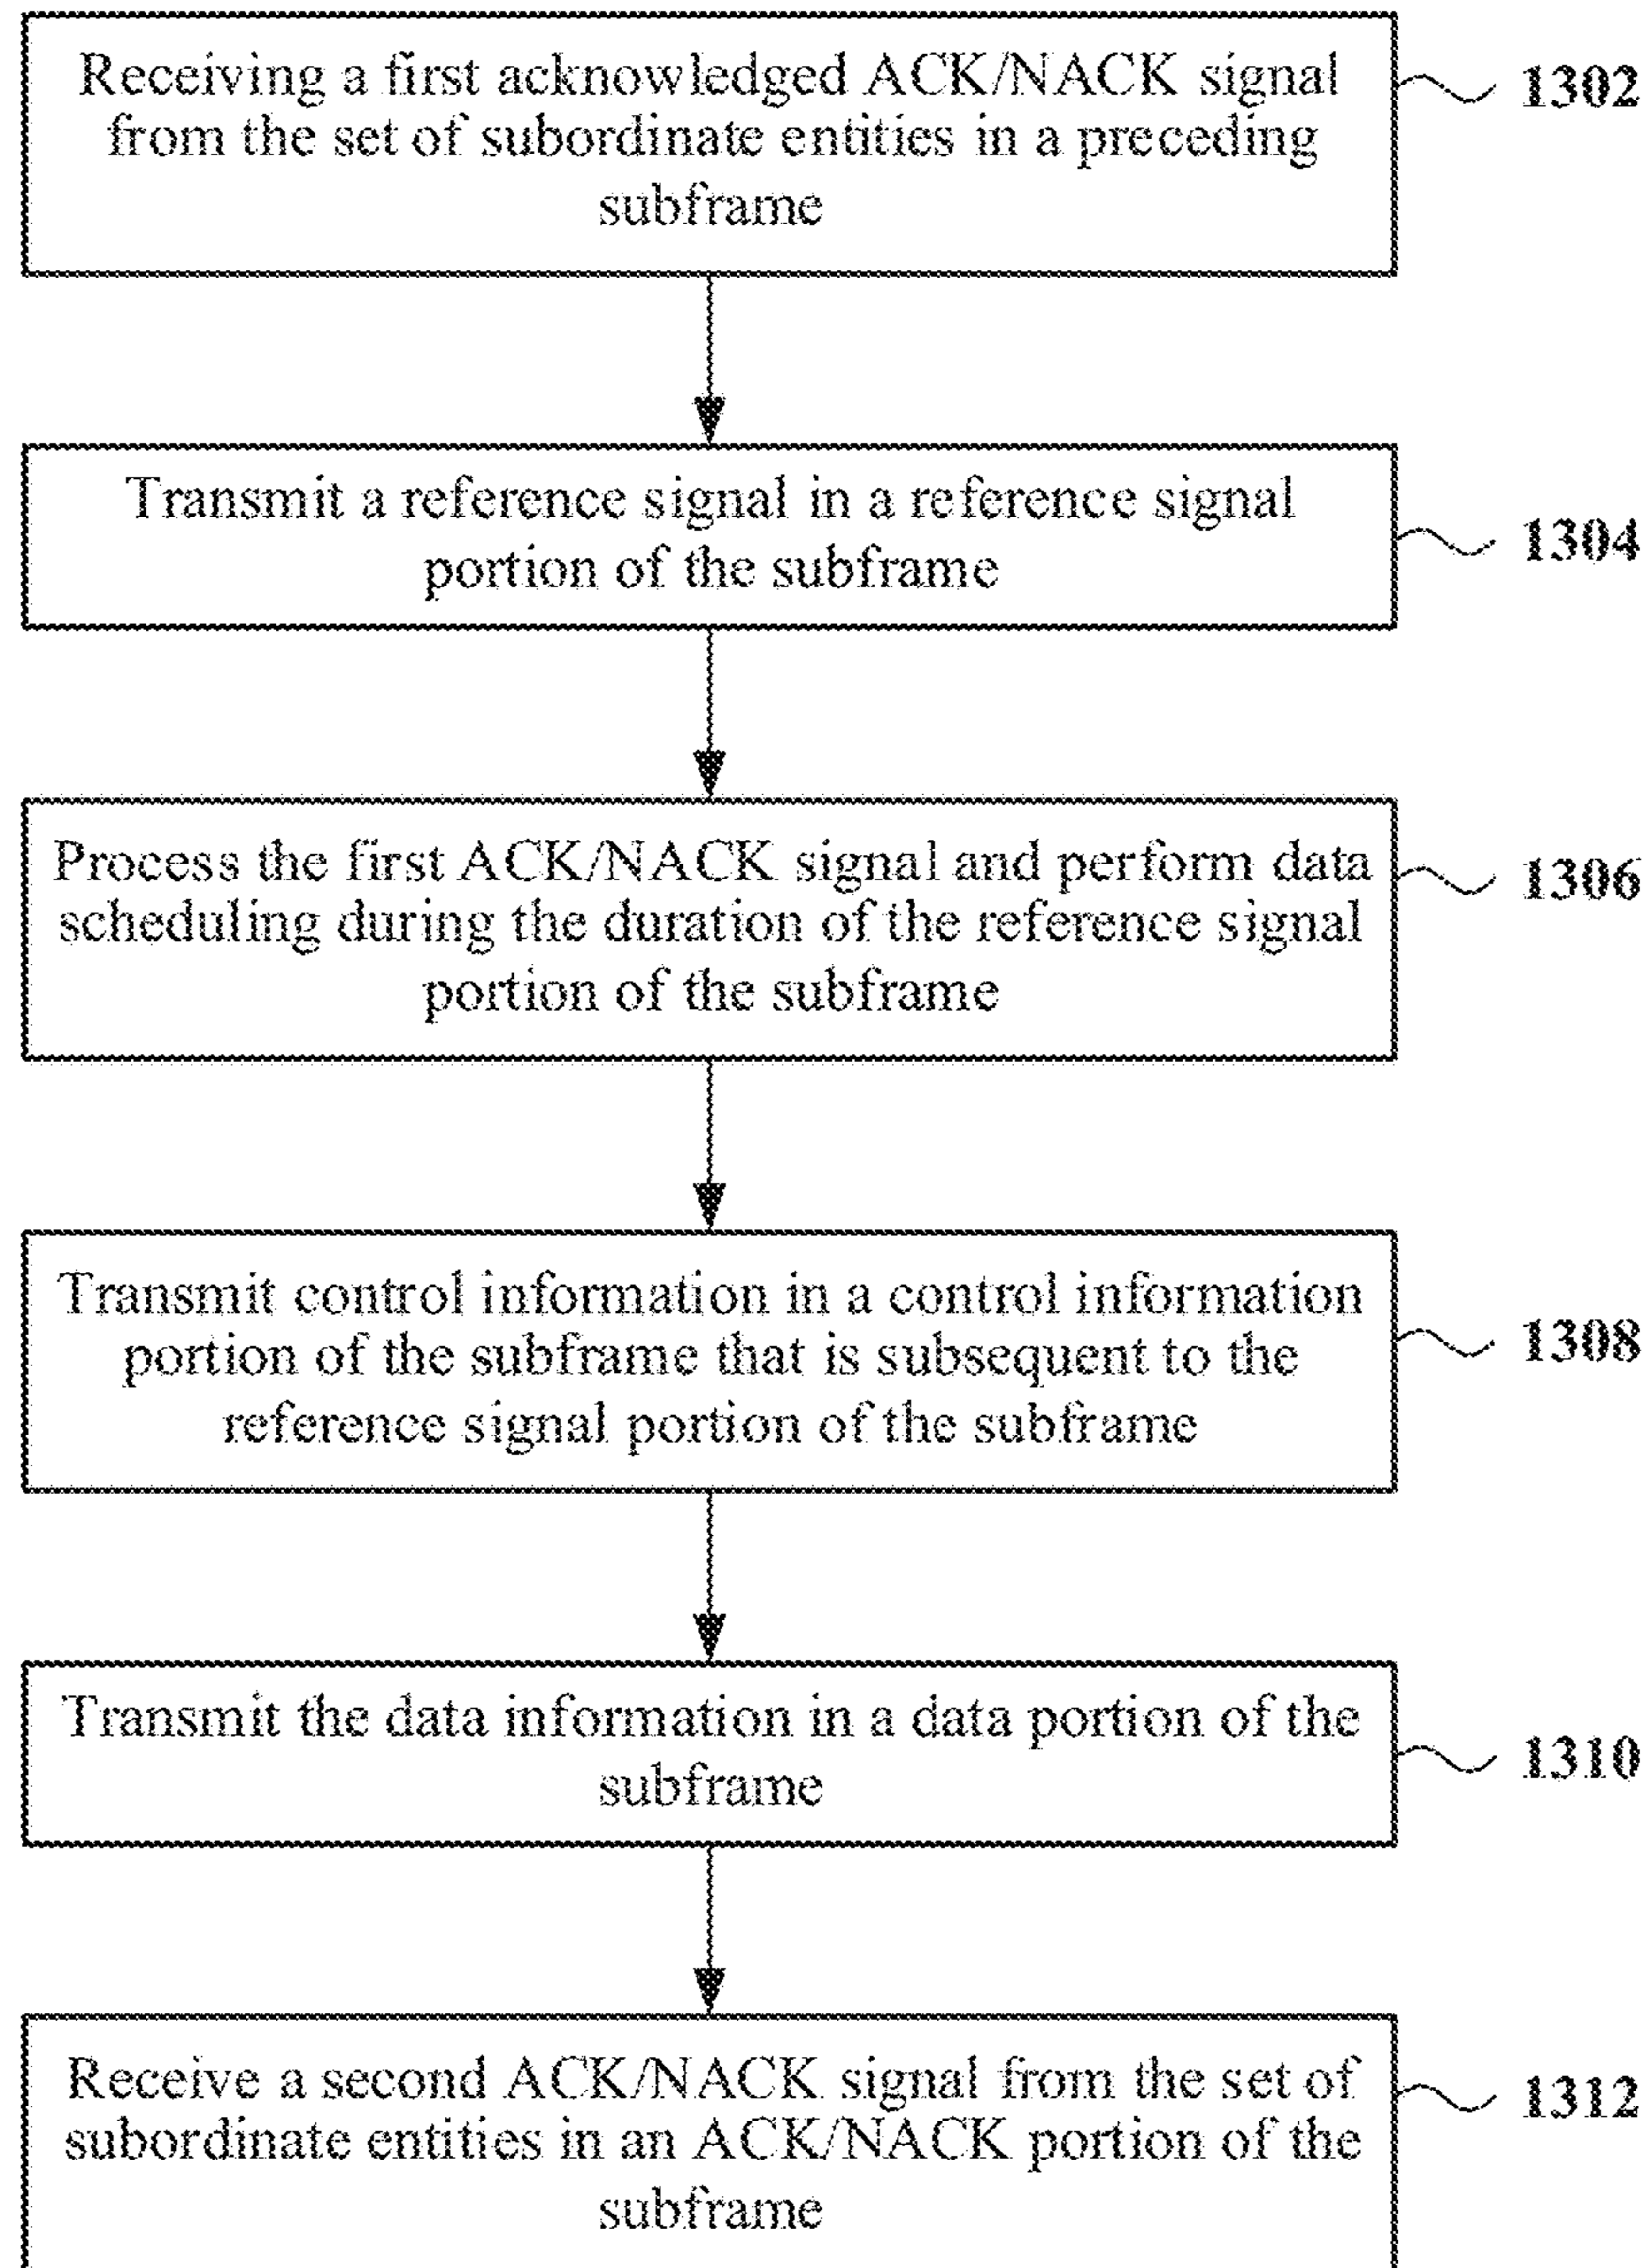 Receiving a first acknowledged ACK/NACK signal
from the set of subordinate entities in a preceding
subframe
1302
Transmit a reference signal in a reference signal
portion of the subframe
1304
Process the first ACK/NACK signal and perform data
scheduling during the duration of the reference signal
portion of the subframe
1306
Transmit control information in a control information
portion of the subframe that is subsequent to the
reference signal portion of the subframe
1308
Transmit the data information in a data portion of the
subframe
1310
Receive a second ACK/NACK signal from the set of
subordinate entities in an ACK/NACK portion of the
subframe
1312